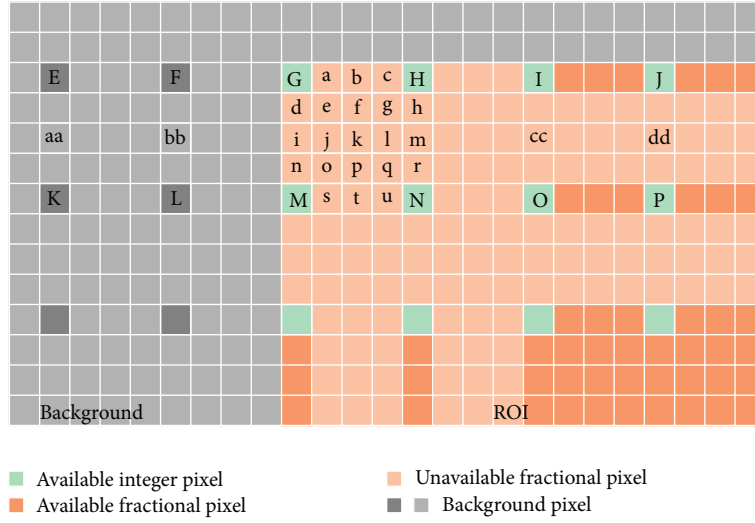 E F G a b c H I J
d e f g h
aa bb i j k l m cc dd
n o p q r
K L M s t u N O P
Background ROI
Available integer pixel Unavailable fractional pixel
Available fractional pixel Background pixel